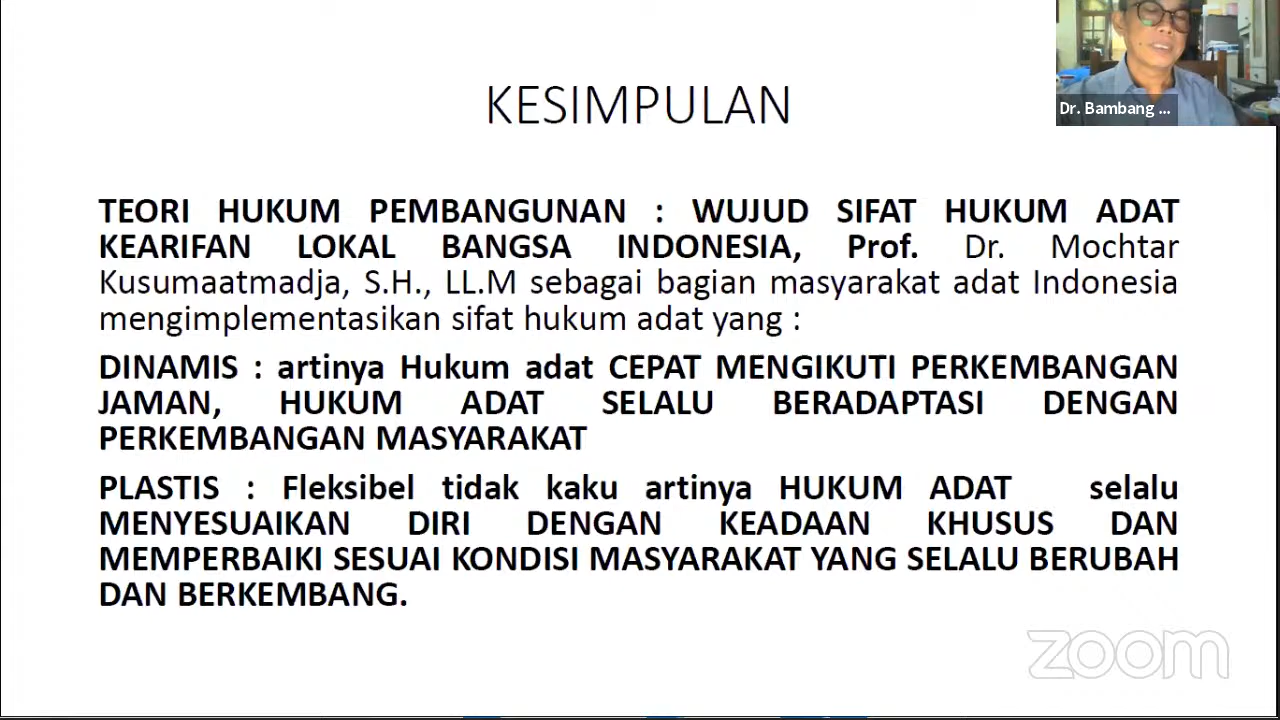 KESIMPULAN
Dr. Bambang ...
TEORI HUKUM PEMBANGUNAN : WUJUD SIFAT HUKUM ADAT
KEARIFAN LOKAL BANGSA INDONESIA, Prof. Dr. Mochtar
Kusumaatmadja, S.H., LL.M sebagai bagian masyarakat adat Indonesia
mengimplementasikan sifat hukum adat yang :
DINAMIS : artinya Hukum adat CEPAT MENGIKUTI PERKEMBANGAN
JAMAN, HUKUM ADAT SELALU BERADAPTASI DENGAN
PERKEMBANGAN MASYARAKAT
PLASTIS : Fleksibel tidak kaku artinya HUKUM ADAT selalu
MENYESUAIKAN DIRI DENGAN KEADAAN KHUSUS DAN
MEMPERBAIKI SESUAI KONDISI MASYARAKAT YANG SELALU BERUBAH
DAN BERKEMBANG.
zoom